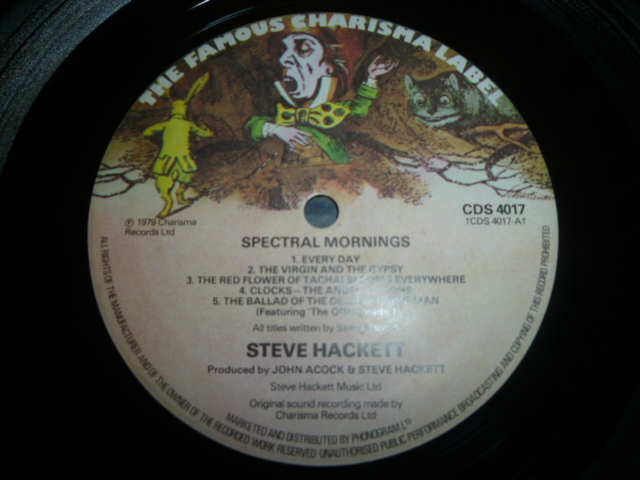 THE FAMOUS CHARISMA LABEL
℗ 1979 Charisma
Records Ltd
CDS 4017
1CDS 4017-A1
SPECTRAL MORNINGS
1. EVERY DAY
2. THE VIRGIN AND THE GYPSY
3. THE RED FLOWER OF TACHAI EVERYWHERE
4. CLOCKS – THE
5. THE BALLAD OF THE MAN
(Featuring 'The
All titles written by
STEVE HACKETT
Produced by JOHN ACOCK & STEVE HACKETT
Steve Hackett Music Ltd
Original sound recording made by
Charisma Records Ltd
MARKETED AND DISTRIBUTED BY PHONOGRAM LTD
ALL RIGHTS OF THE MANUFACTURER AND OF THE OWNER OF THE RECORDED WORK RESERVED UNAUTHORISED PUBLIC PERFORMANCE BROADCASTING AND COPYING OF THIS RECORD PROHIBITED